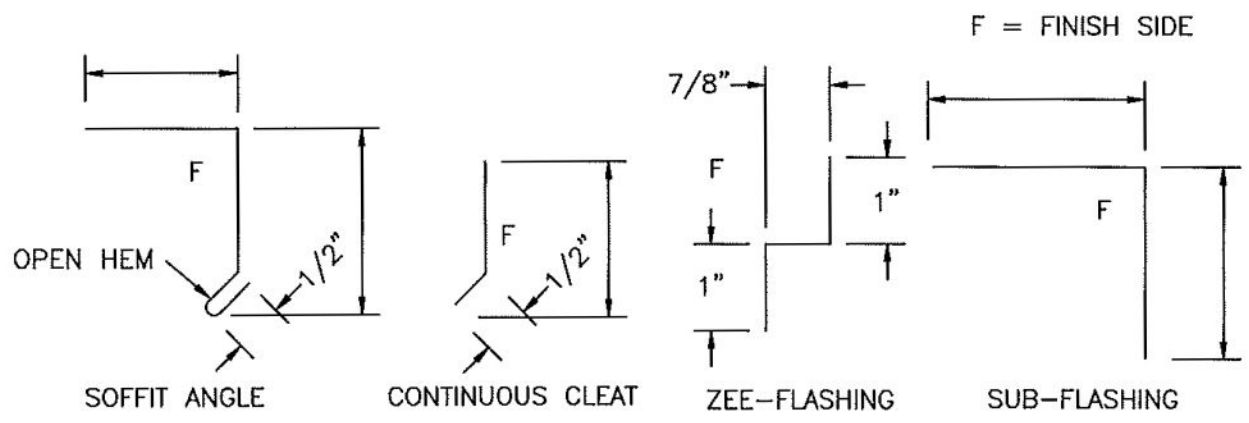 F = FINISH SIDE
7/8"
F
F
1"
F
F
OPEN HEM
1/2"
1/2"
1"
SOFFIT ANGLE
CONTINUOUS CLEAT
ZEE-FLASHING
SUB-FLASHING